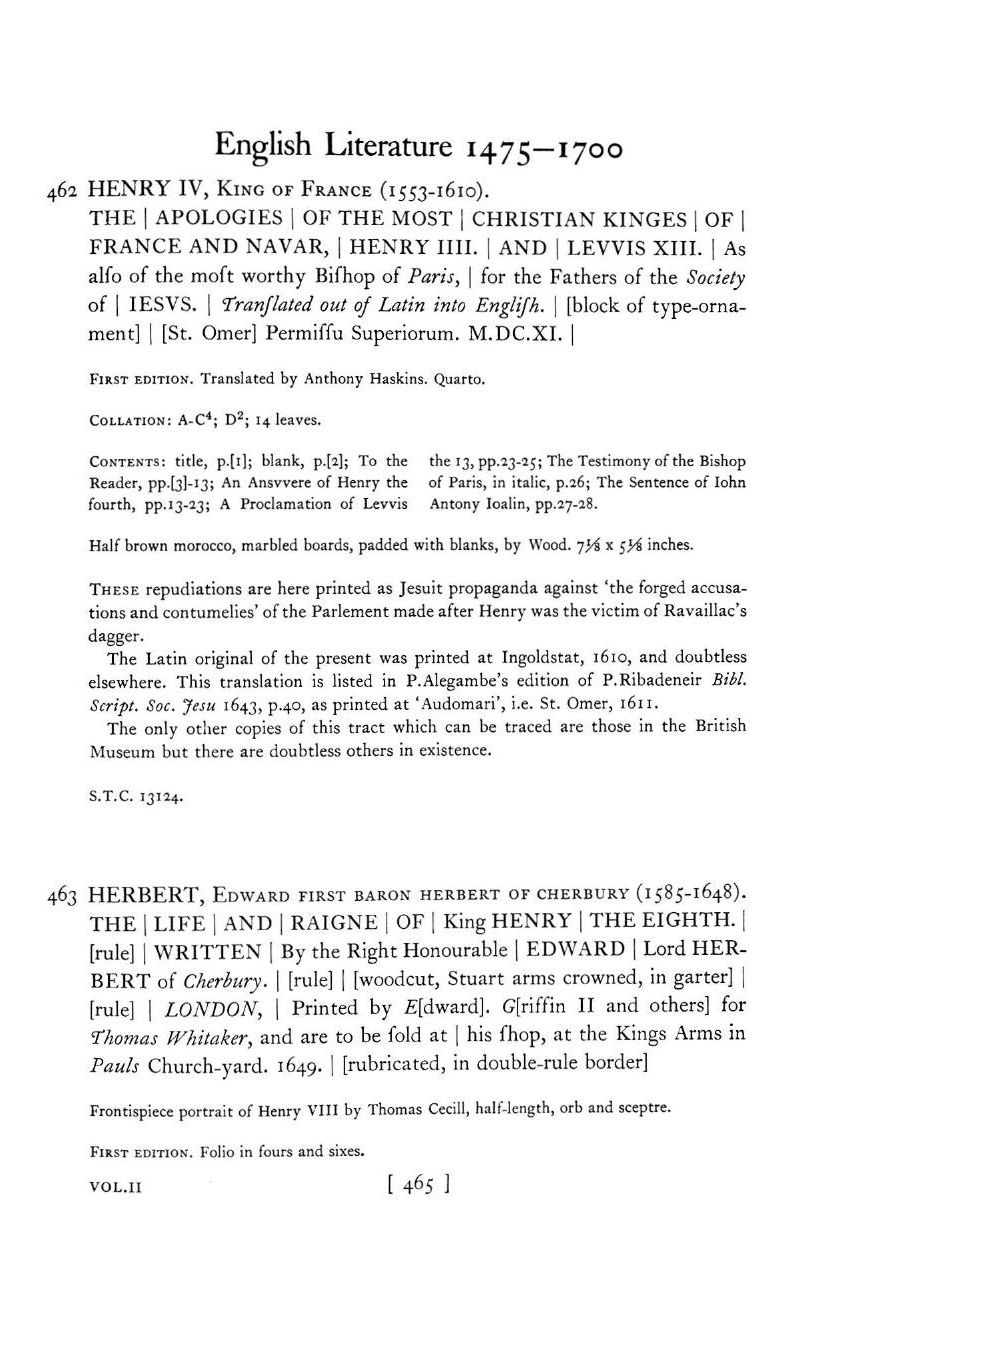 English Literature 1475–1700
462 HENRY IV, King of France (1553-1610).
THE | APOLOGIES | OF THE MOST | CHRISTIAN KINGES | OF |
FRANCE AND NAVAR, | HENRY IIII. | AND | LEVVIS XIII. | As
alſo of the moſt worthy Biſhop of Paris, | for the Fathers of the Society
of | IESVS. | Tranſlated out of Latin into Engliſh. | [block of type-orna-
ment] | [St. Omer] Permiſſu Superiorum. M.DC.XI. |
First edition. Translated by Anthony Haskins. Quarto.
Collation: A-C⁴; D²; 14 leaves.
Contents: title, p.[1]; blank, p.[2]; To the
Reader, pp.[3]-13; An Ansvvere of Henry the
fourth, pp.13-23; A Proclamation of Levvis
the 13, pp.23-25; The Testimony of the Bishop
of Paris, in italic, p.26; The Sentence of Iohn
Antony Ioalin, pp.27-28.
Half brown morocco, marbled boards, padded with blanks, by Wood. 7⅛ x 5⅛ inches.
These repudiations are here printed as Jesuit propaganda against ‘the forged accusa-
tions and contumelies’ of the Parlement made after Henry was the victim of Ravaillac’s
dagger.
The Latin original of the present was printed at Ingoldstat, 1610, and doubtless
elsewhere. This translation is listed in P.Alegambe’s edition of P.Ribadeneir Bibl.
Script. Soc. Jesu 1643, p.40, as printed at ‘Audomari’, i.e. St. Omer, 1611.
The only other copies of this tract which can be traced are those in the British
Museum but there are doubtless others in existence.
S.T.C. 13124.
463 HERBERT, Edward first baron herbert of cherbury (1585-1648).
THE | LIFE | AND | RAIGNE | OF | King HENRY | THE EIGHTH. |
[rule] | WRITTEN | By the Right Honourable | EDWARD | Lord HER-
BERT of Cherbury. | [rule] | [woodcut, Stuart arms crowned, in garter] |
[rule] | LONDON, | Printed by E[dward]. G[riffin II and others] for
Thomas Whitaker, and are to be ſold at | his ſhop, at the Kings Arms in
Pauls Church-yard. 1649. | [rubricated, in double-rule border]
Frontispiece portrait of Henry VIII by Thomas Cecill, half-length, orb and sceptre.
First edition. Folio in fours and sixes.
VOL.II [ 465 ]